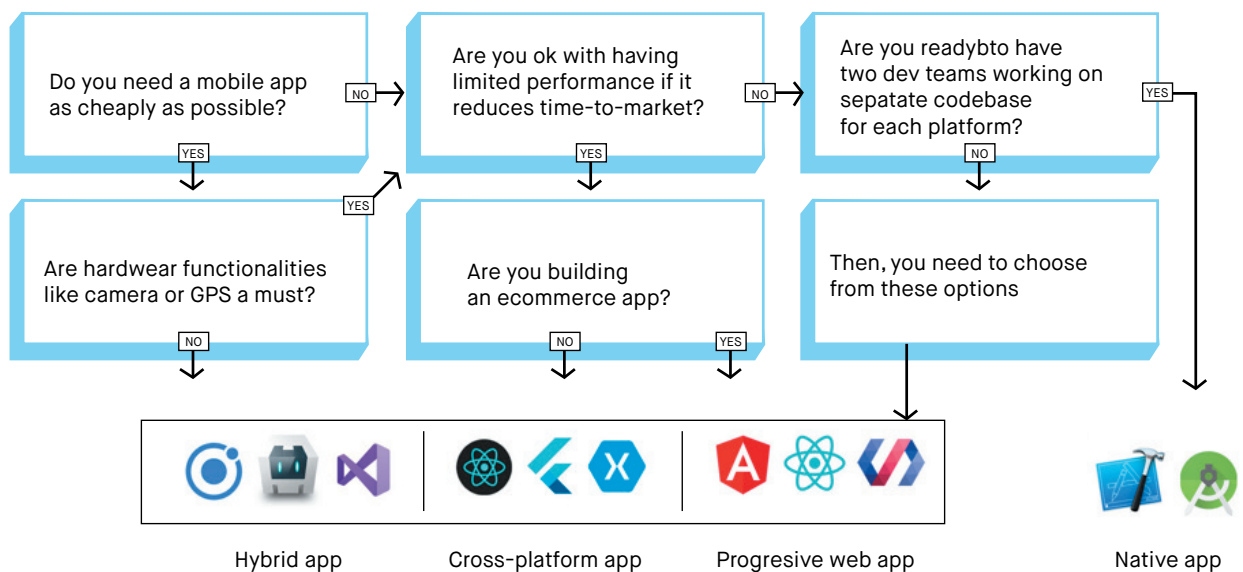 Do you need a mobile app
as cheaply as possible?
NO
YES
Are you ok with having
limited performance if it
reduces time-to-market?
NO
YES
Are you readybto have
two dev teams working on
sepatate codebase
for each platform?
YES
NO
Are hardwear functionalities
like camera or GPS a must?
YES
NO
Are you building
an ecommerce app?
NO
YES
Then, you need to choose
from these options
Hybrid app
Cross-platform app
Progresive web app
Native app